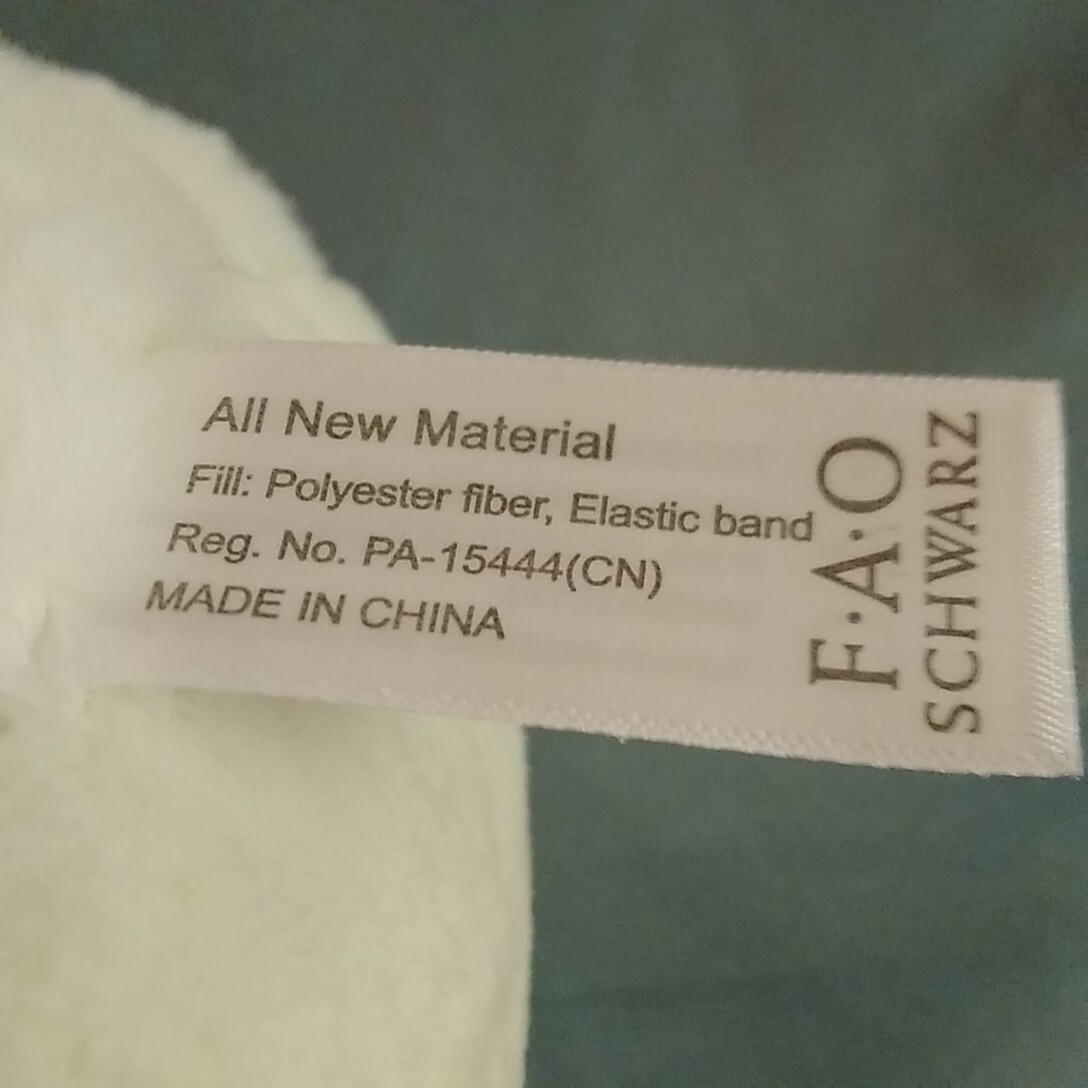 All New Material
Fill: Polyester fiber, Elastic band
Reg. No. PA-15444(CN)
MADE IN CHINA
F·A·O
SCHWARZ